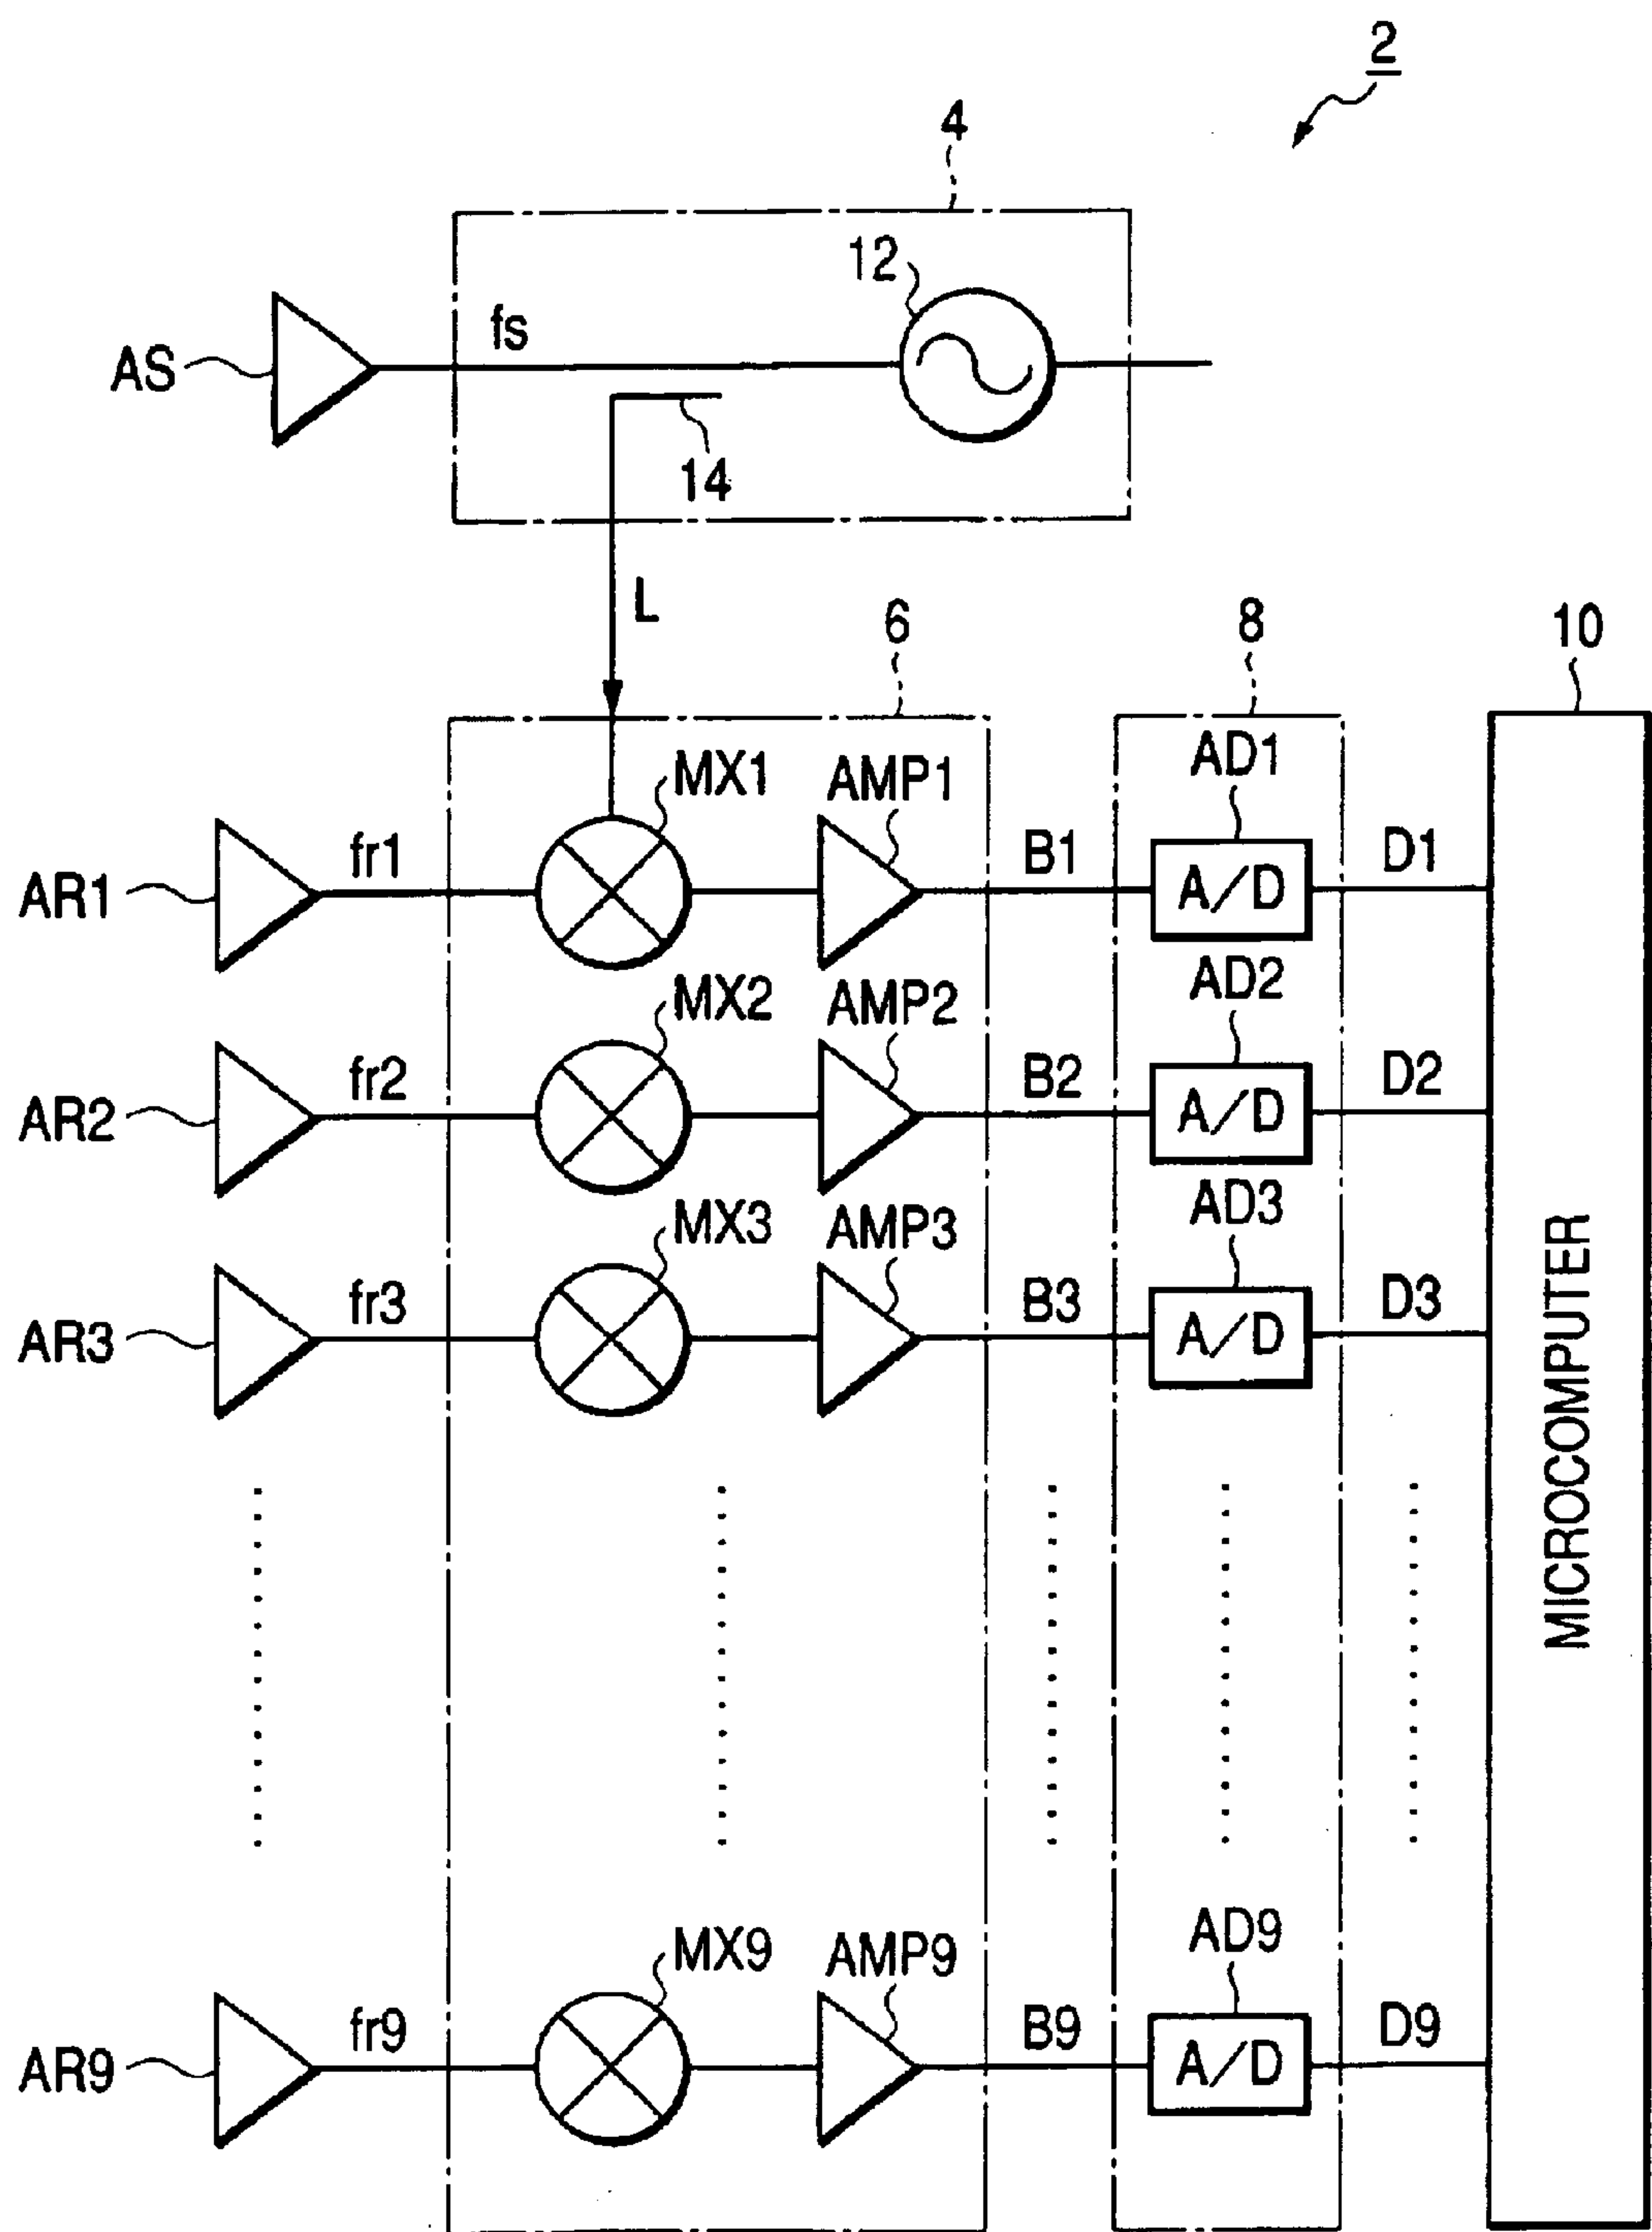 2
4
12
fs
AS
14
L
6
8
10
MX1
AMP1
AD1
AR1
fr1
B1
A/D
D1
MX2
AMP2
AD2
AR2
fr2
B2
A/D
D2
MX3
AMP3
AD3
AR3
fr3
B3
A/D
D3
MICROCOMPUTER
MX9
AMP9
AD9
AR9
fr9
B9
A/D
D9